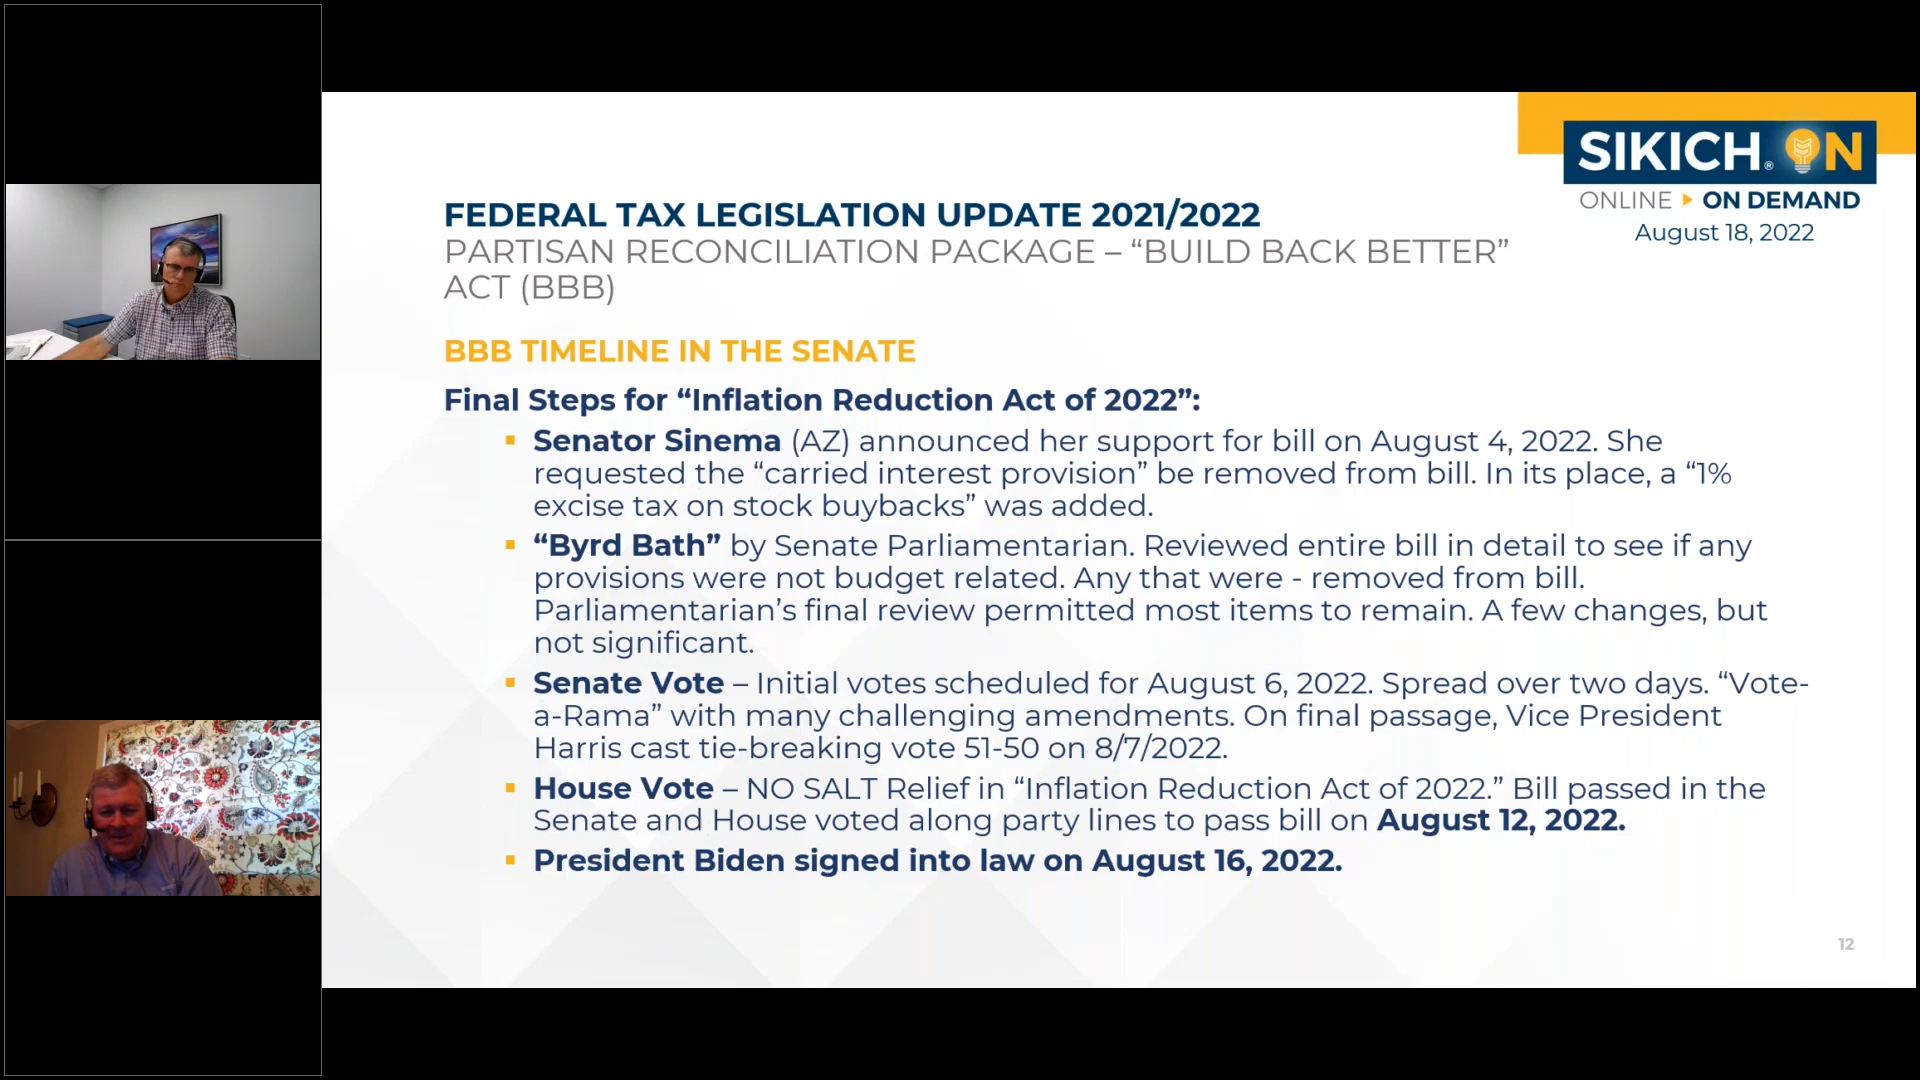 SIKICH® ON
ONLINE ▸ ON DEMAND
August 18, 2022
FEDERAL TAX LEGISLATION UPDATE 2021/2022
PARTISAN RECONCILIATION PACKAGE – “BUILD BACK BETTER”
ACT (BBB)
BBB TIMELINE IN THE SENATE
Final Steps for “Inflation Reduction Act of 2022”:
▪ Senator Sinema (AZ) announced her support for bill on August 4, 2022. She
requested the “carried interest provision” be removed from bill. In its place, a “1%
excise tax on stock buybacks” was added.
▪ “Byrd Bath” by Senate Parliamentarian. Reviewed entire bill in detail to see if any
provisions were not budget related. Any that were - removed from bill.
Parliamentarian’s final review permitted most items to remain. A few changes, but
not significant.
▪ Senate Vote – Initial votes scheduled for August 6, 2022. Spread over two days. “Vote-
a-Rama” with many challenging amendments. On final passage, Vice President
Harris cast tie-breaking vote 51-50 on 8/7/2022.
▪ House Vote – NO SALT Relief in “Inflation Reduction Act of 2022.” Bill passed in the
Senate and House voted along party lines to pass bill on August 12, 2022.
▪ President Biden signed into law on August 16, 2022.
12